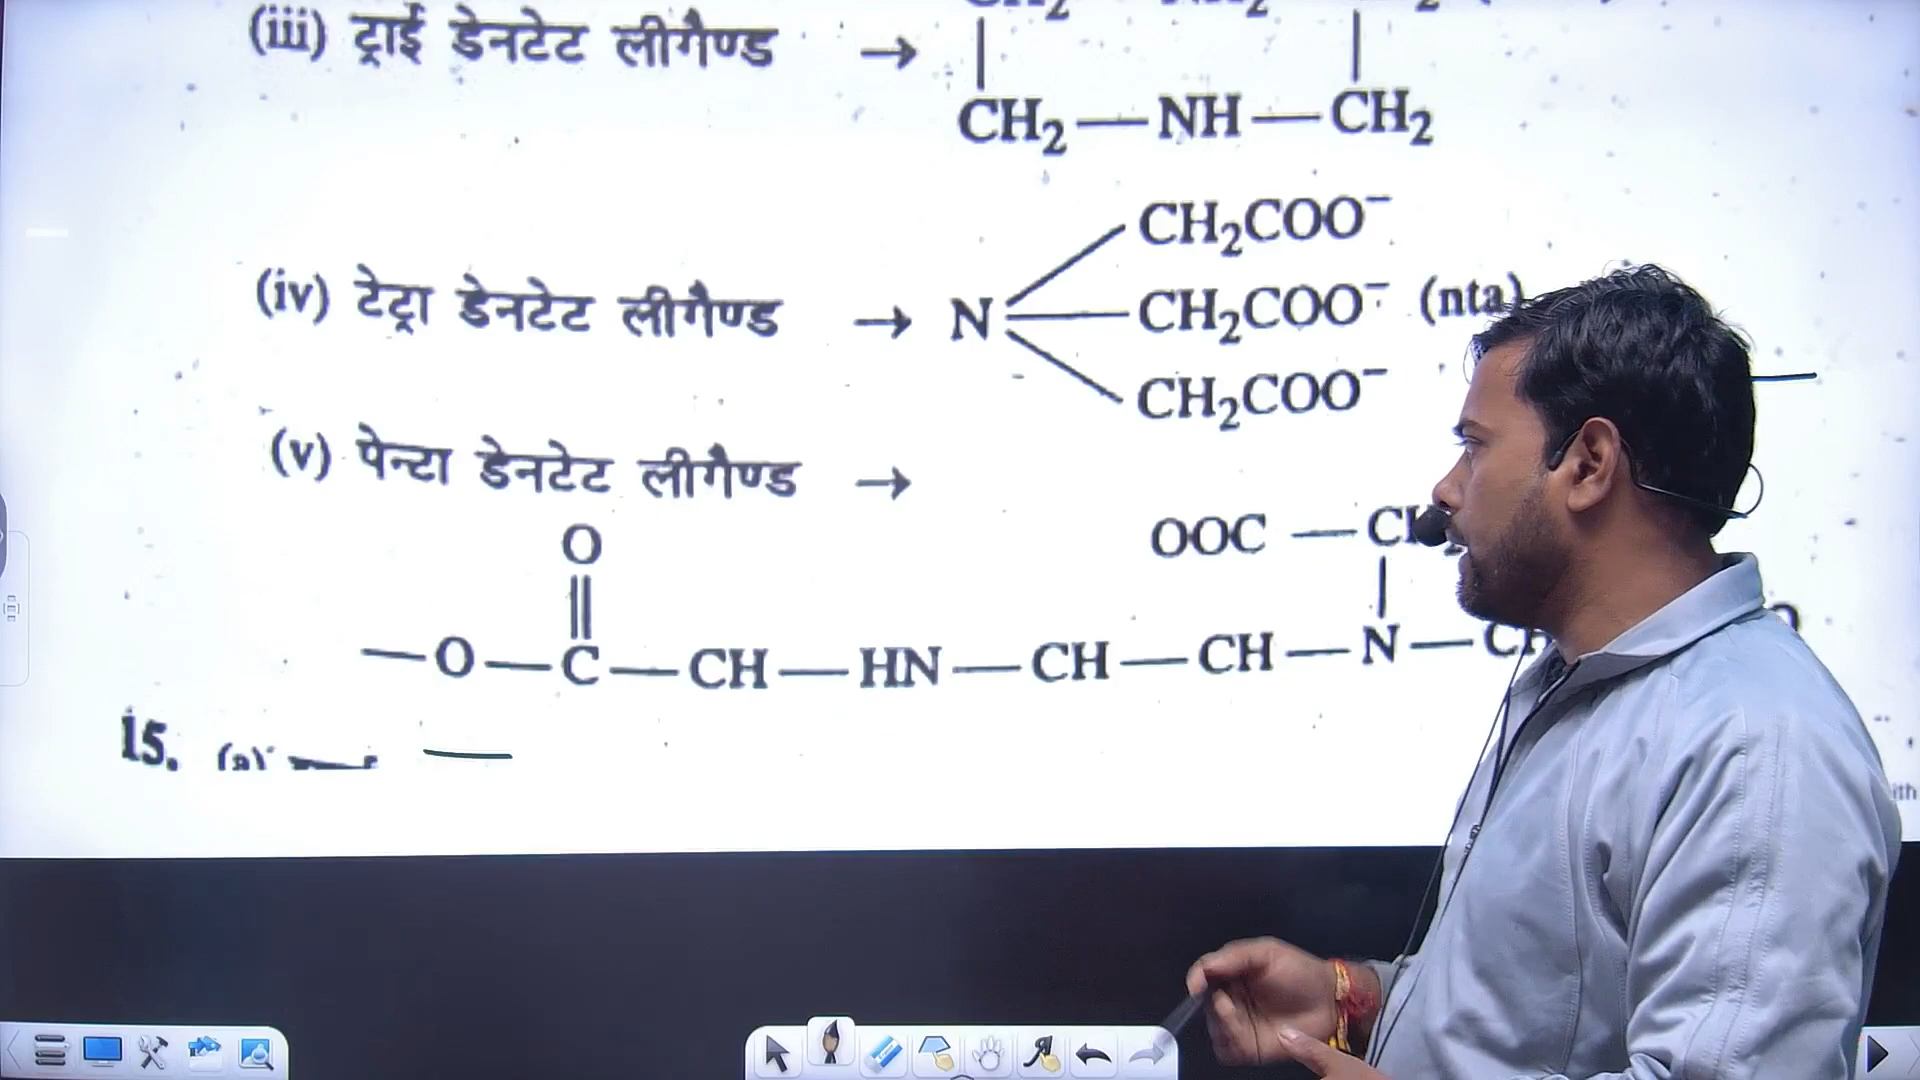 (iii) ट्राई डेनटेट लीगैण्ड →
CH₂—NH—CH₂
CH₂COO⁻
(iv) टेट्रा डेनटेट लीगैण्ड → N CH₂COO⁻ (nta)
CH₂COO⁻
(v) पेन्टा डेनटेट लीगैण्ड →
O
OOC—
—O—C—CH—HN—CH—CH—N—
15. (a)